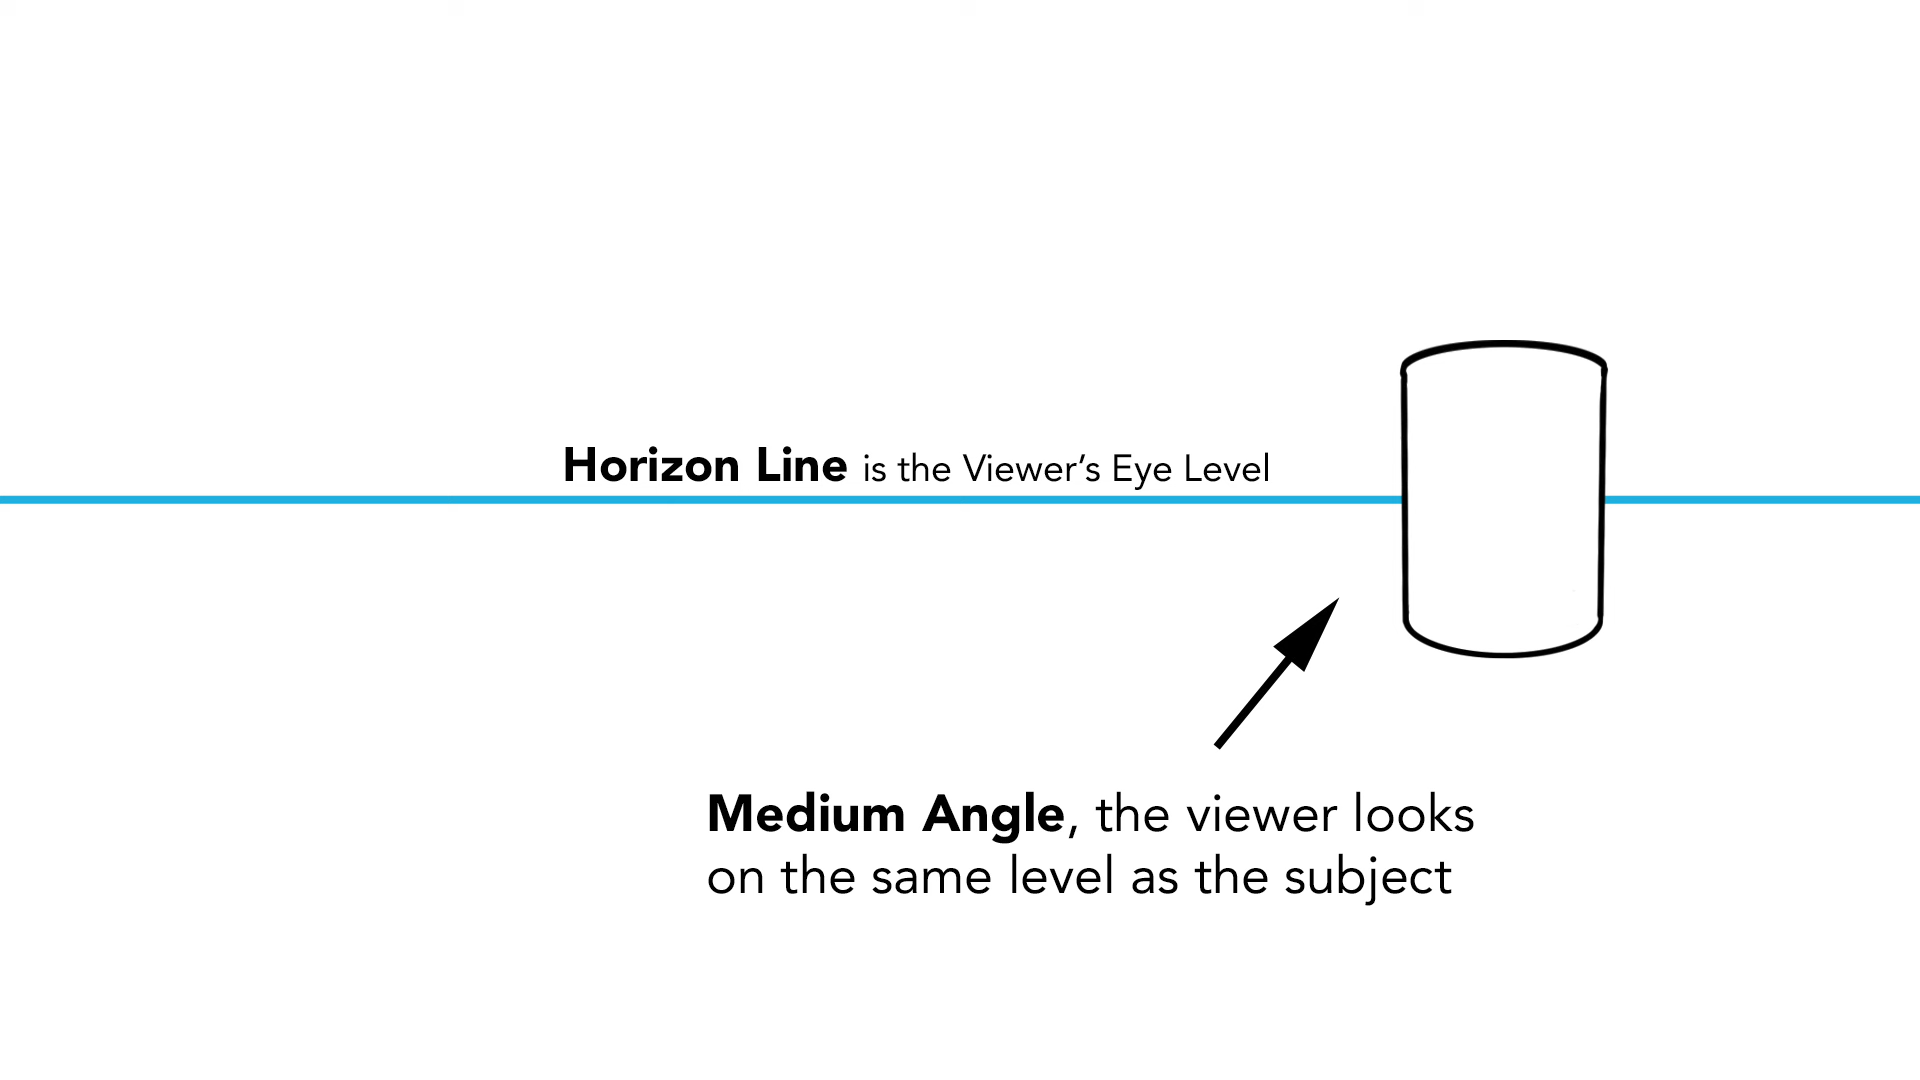 Horizon Line is the Viewer’s Eye Level
Medium Angle, the viewer looks
on the same level as the subject